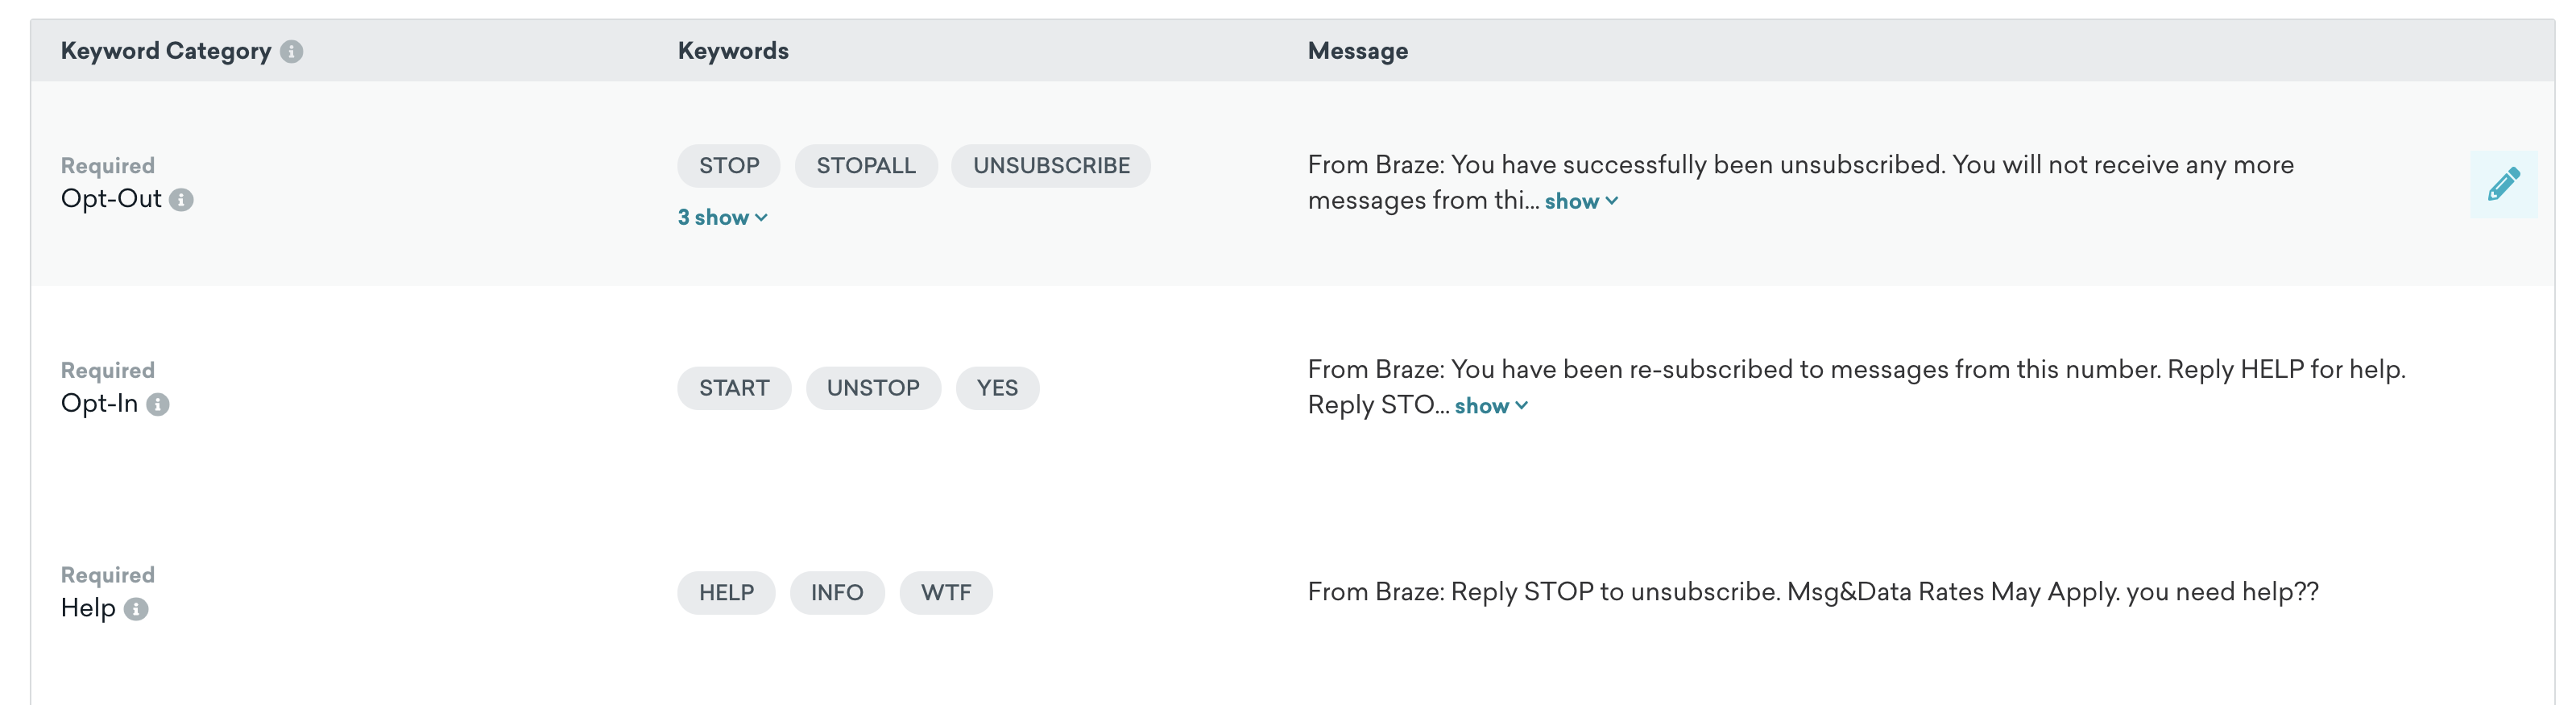 Keyword Category
Keywords
Message
Required
Opt-Out
STOP
STOPALL
UNSUBSCRIBE
3 show
From Braze: You have successfully been unsubscribed. You will not receive any more
messages from thi... show
Required
Opt-In
START
UNSTOP
YES
From Braze: You have been re-subscribed to messages from this number. Reply HELP for help.
Reply STO... show
Required
Help
HELP
INFO
WTF
From Braze: Reply STOP to unsubscribe. Msg&Data Rates May Apply. you need help??